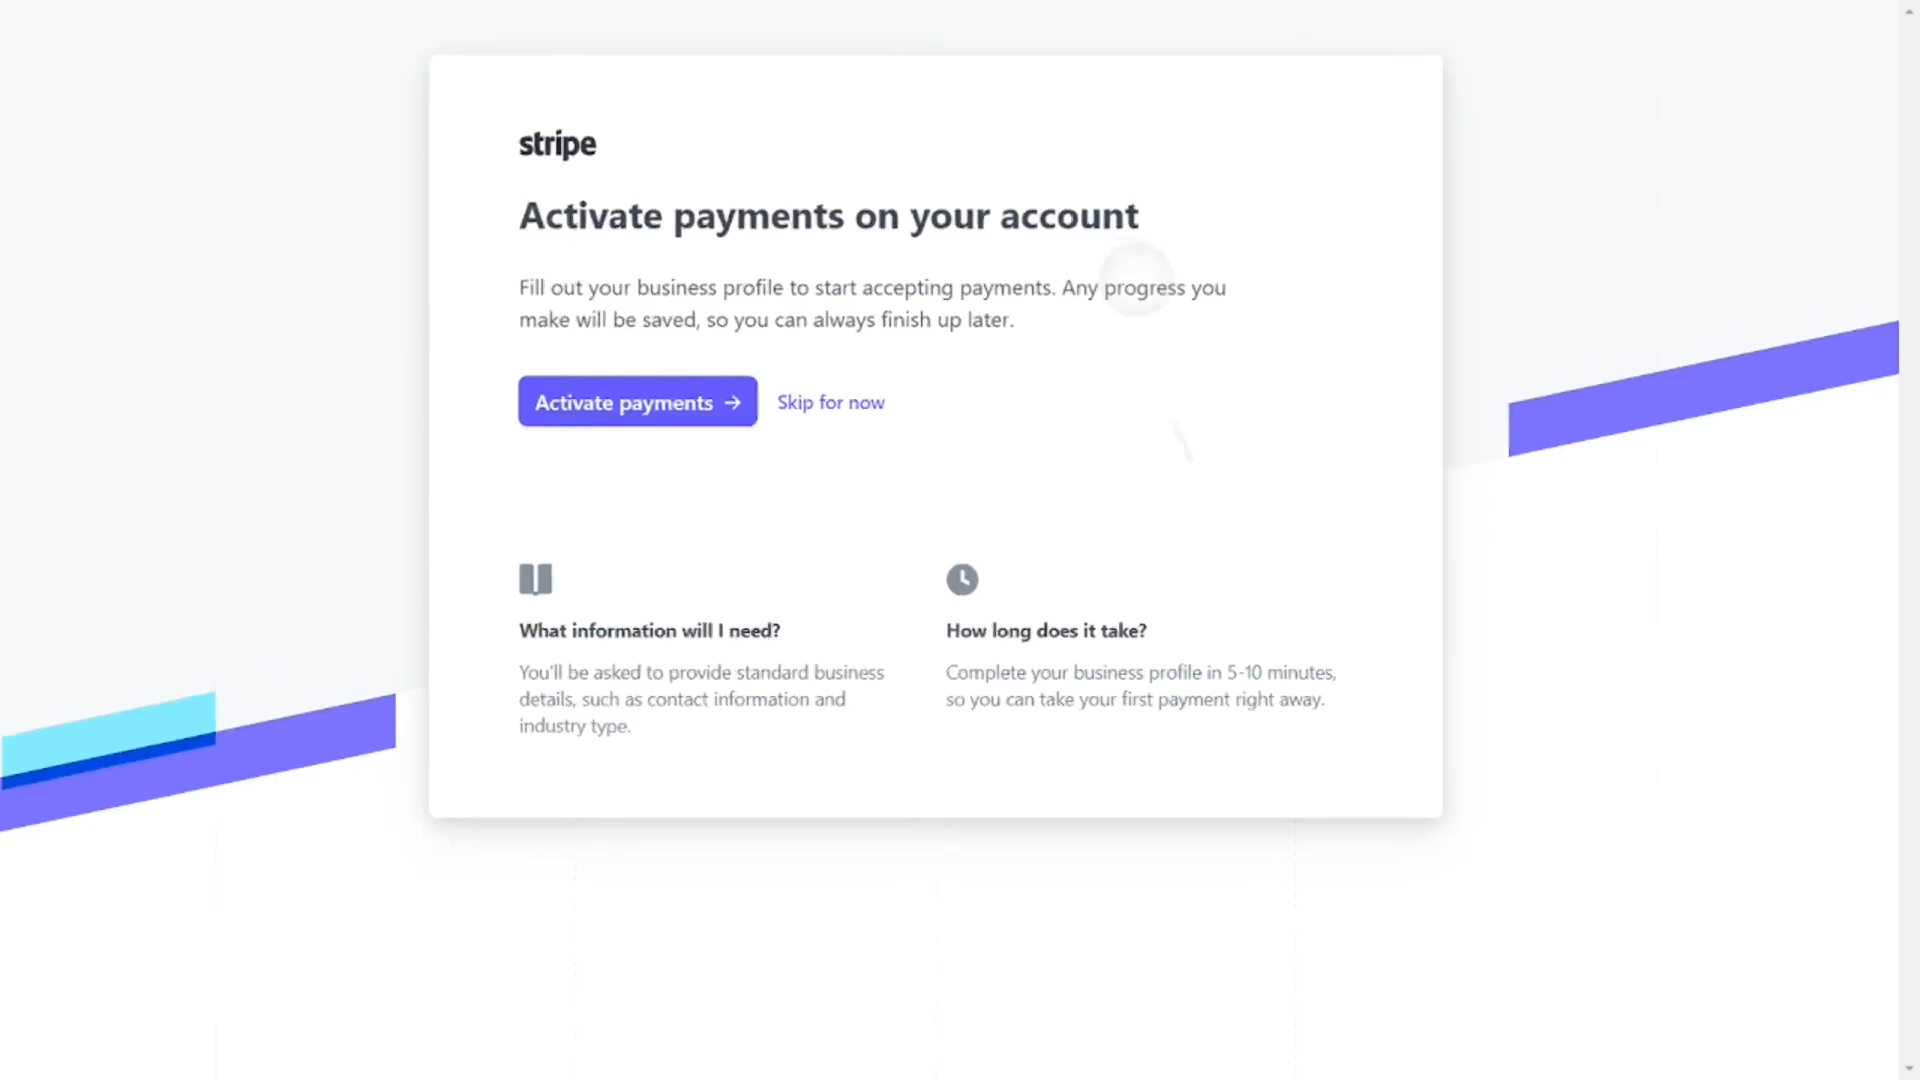 stripe
Activate payments on your account
Fill out your business profile to start accepting payments. Any progress you
make will be saved, so you can always finish up later.
Activate payments →
Skip for now
What information will I need?
You'll be asked to provide standard business
details, such as contact information and
industry type.
How long does it take?
Complete your business profile in 5-10 minutes,
so you can take your first payment right away.